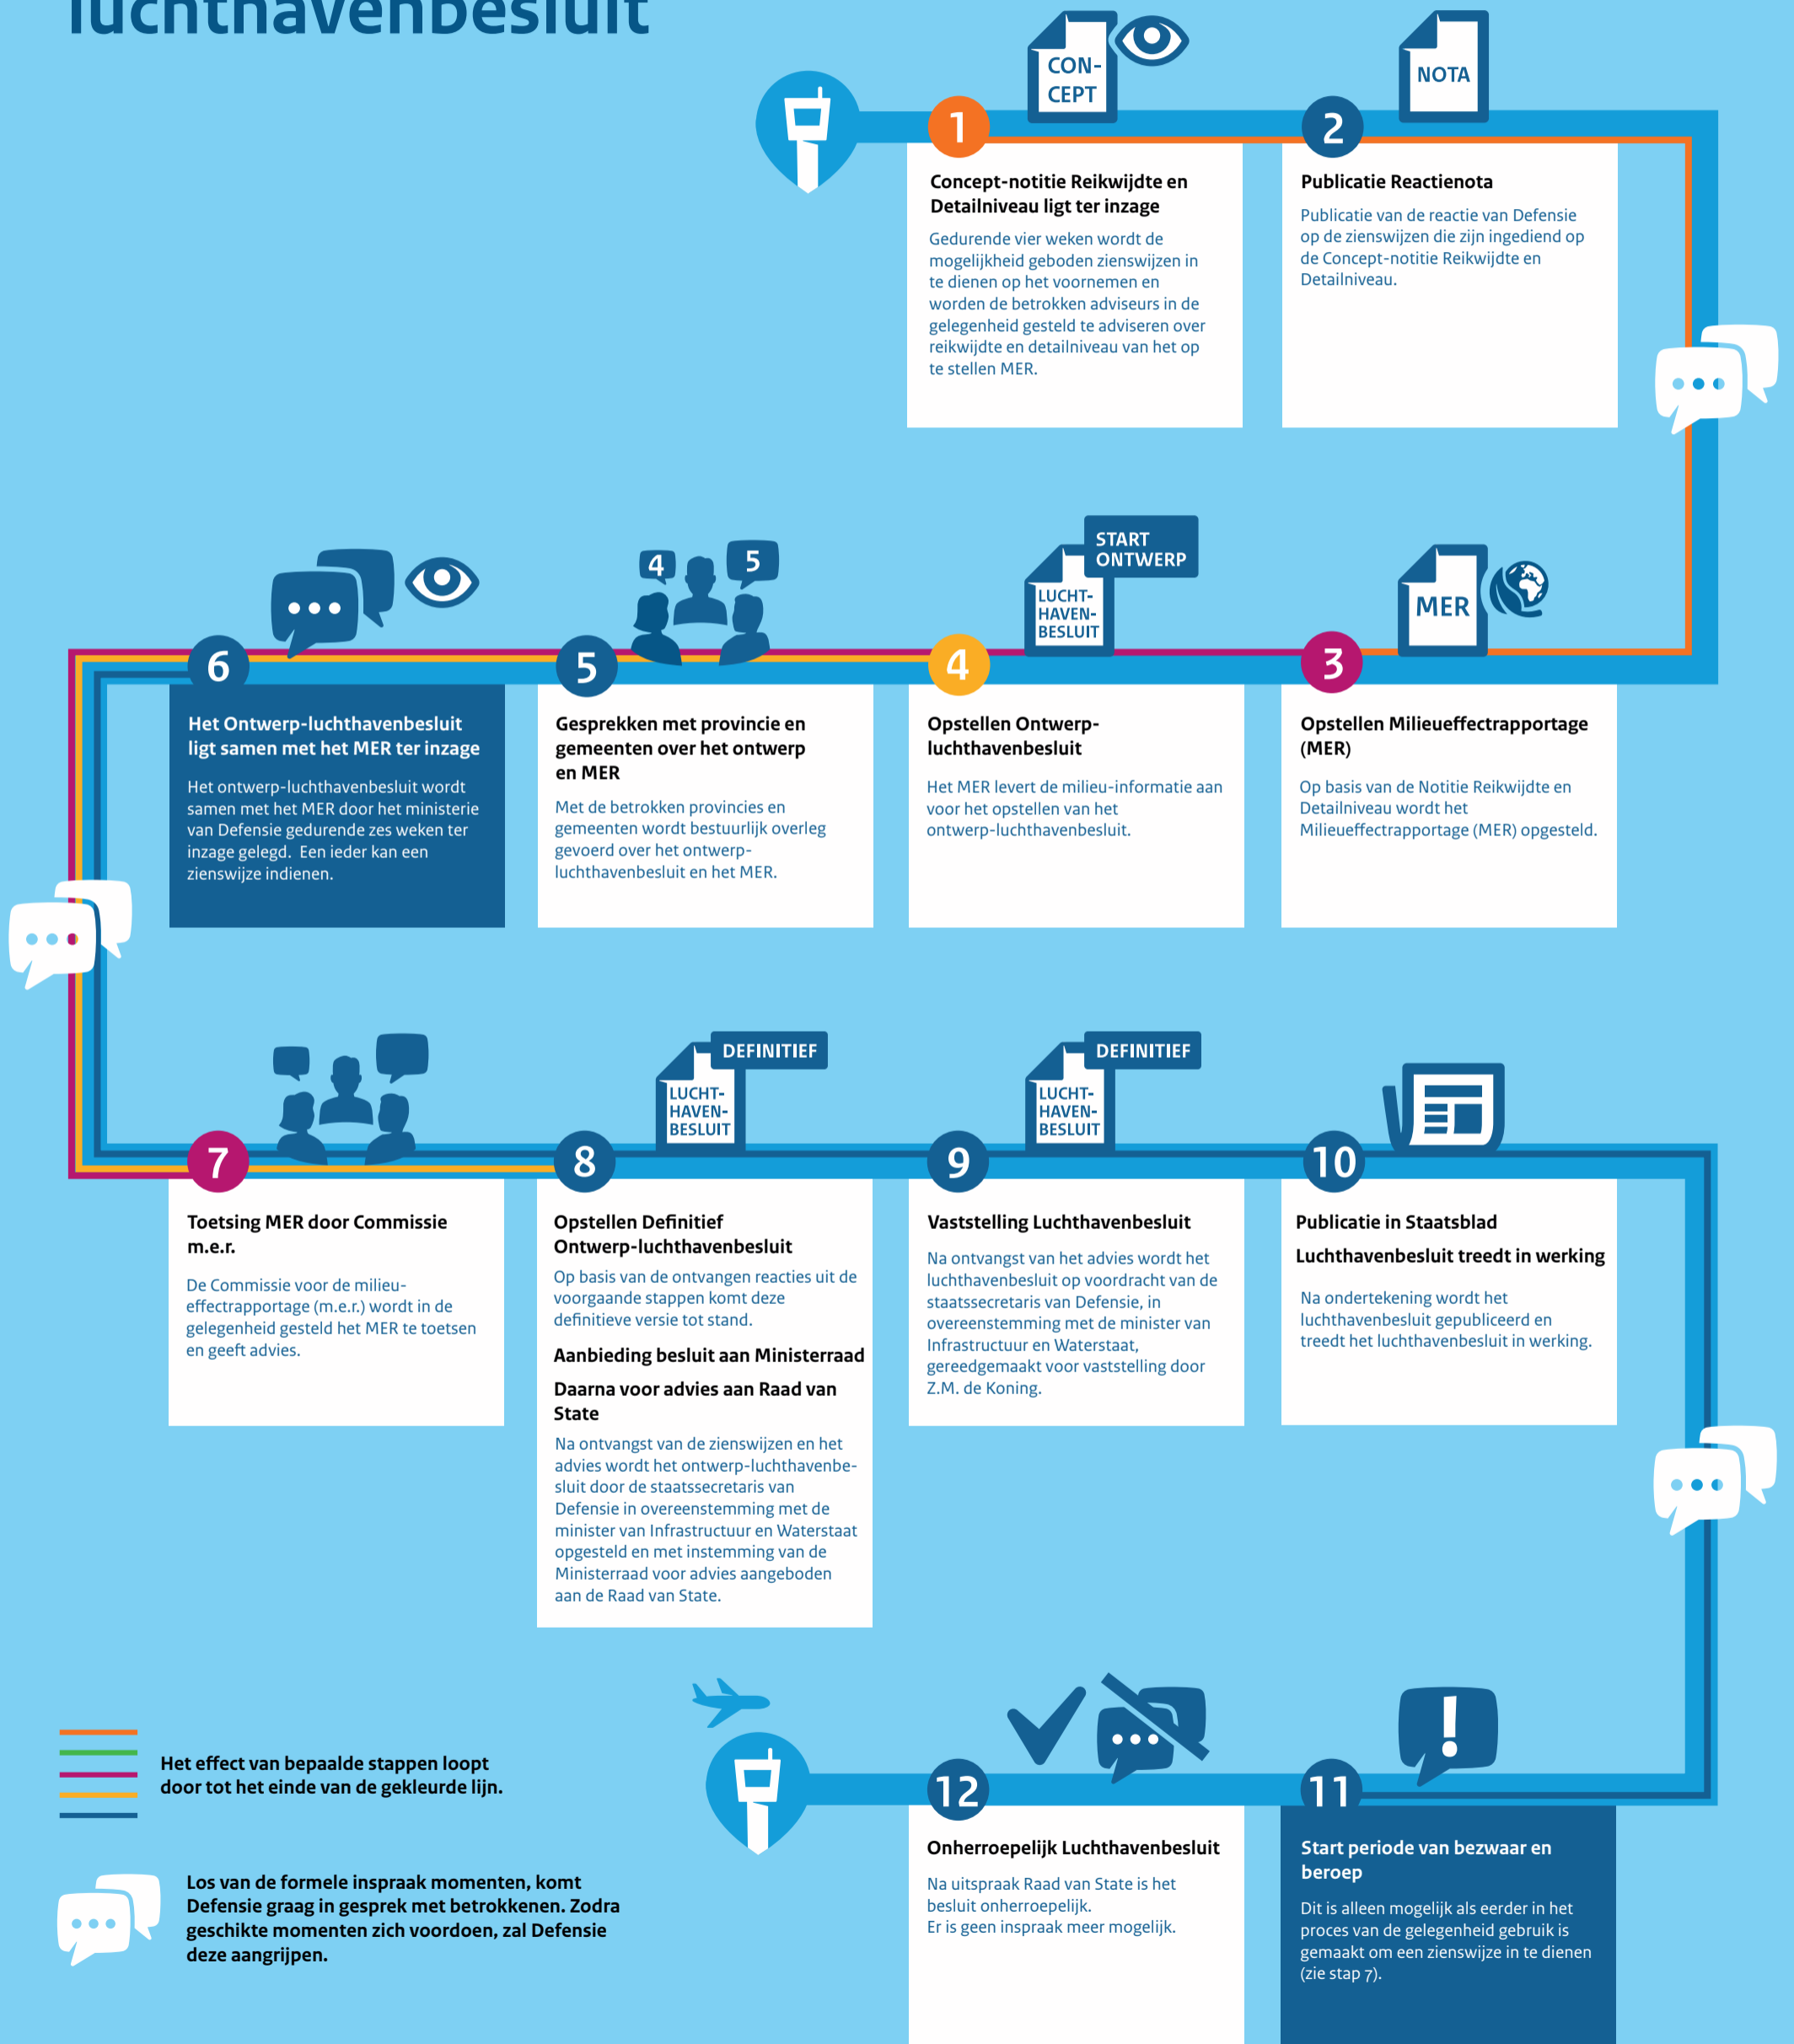 luchthavenbesluit
CON-
CEPT
NOTA
1
2
Concept-notitie Reikwijdte en
Detailniveau ligt ter inzage
Gedurende vier weken wordt de
mogelijkheid geboden zienswijzen in
te dienen op het voornemen en
worden de betrokken adviseurs in de
gelegenheid gesteld te adviseren over
reikwijdte en detailniveau van het op
te stellen MER.
Publicatie Reactienota
Publicatie van de reactie van Defensie
op de zienswijzen die zijn ingediend op
de Concept-notitie Reikwijdte en
Detailniveau.
MER
3
Opstellen Milieueffectrapportage
(MER)
Op basis van de Notitie Reikwijdte en
Detailniveau wordt het
Milieueffectrapportage (MER) opgesteld.
START
ONTWERP
LUCHT-
HAVEN-
BESLUIT
4
Opstellen Ontwerp-
luchthavenbesluit
Het MER levert de milieu-informatie aan
voor het opstellen van het
ontwerp-luchthavenbesluit.
4
5
5
Gesprekken met provincie en
gemeenten over het ontwerp
en MER
Met de betrokken provincies en
gemeenten wordt bestuurlijk overleg
gevoerd over het ontwerp-
luchthavenbesluit en het MER.
6
Het Ontwerp-luchthavenbesluit
ligt samen met het MER ter inzage
Het ontwerp-luchthavenbesluit wordt
samen met het MER door het ministerie
van Defensie gedurende zes weken ter
inzage gelegd.  Een ieder kan een
zienswijze indienen.
7
Toetsing MER door Commissie
m.e.r.
De Commissie voor de milieu-
effectrapportage (m.e.r.) wordt in de
gelegenheid gesteld het MER te toetsen
en geeft advies.
DEFINITIEF
LUCHT-
HAVEN-
BESLUIT
8
Opstellen Definitief
Ontwerp-luchthavenbesluit
Op basis van de ontvangen reacties uit de
voorgaande stappen komt deze
definitieve versie tot stand.
Aanbieding besluit aan Ministerraad
Daarna voor advies aan Raad van
State
Na ontvangst van de zienswijzen en het
advies wordt het ontwerp-luchthavenbe-
sluit door de staatssecretaris van
Defensie in overeenstemming met de
minister van Infrastructuur en Waterstaat
opgesteld en met instemming van de
Ministerraad voor advies aangeboden
aan de Raad van State.
DEFINITIEF
LUCHT-
HAVEN-
BESLUIT
9
Vaststelling Luchthavenbesluit
Na ontvangst van het advies wordt het
luchthavenbesluit op voordracht van de
staatssecretaris van Defensie, in
overeenstemming met de minister van
Infrastructuur en Waterstaat,
gereedgemaakt voor vaststelling door
Z.M. de Koning.
10
Publicatie in Staatsblad
Luchthavenbesluit treedt in werking
Na ondertekening wordt het
luchthavenbesluit gepubliceerd en
treedt het luchthavenbesluit in werking.
!
11
Start periode van bezwaar en
beroep
Dit is alleen mogelijk als eerder in het
proces van de gelegenheid gebruik is
gemaakt om een zienswijze in te dienen
(zie stap 7).
12
Onherroepelijk Luchthavenbesluit
Na uitspraak Raad van State is het
besluit onherroepelijk.
Er is geen inspraak meer mogelijk.
Het effect van bepaalde stappen loopt
door tot het einde van de gekleurde lijn.
Los van de formele inspraak momenten, komt
Defensie graag in gesprek met betrokkenen. Zodra
geschikte momenten zich voordoen, zal Defensie
deze aangrijpen.